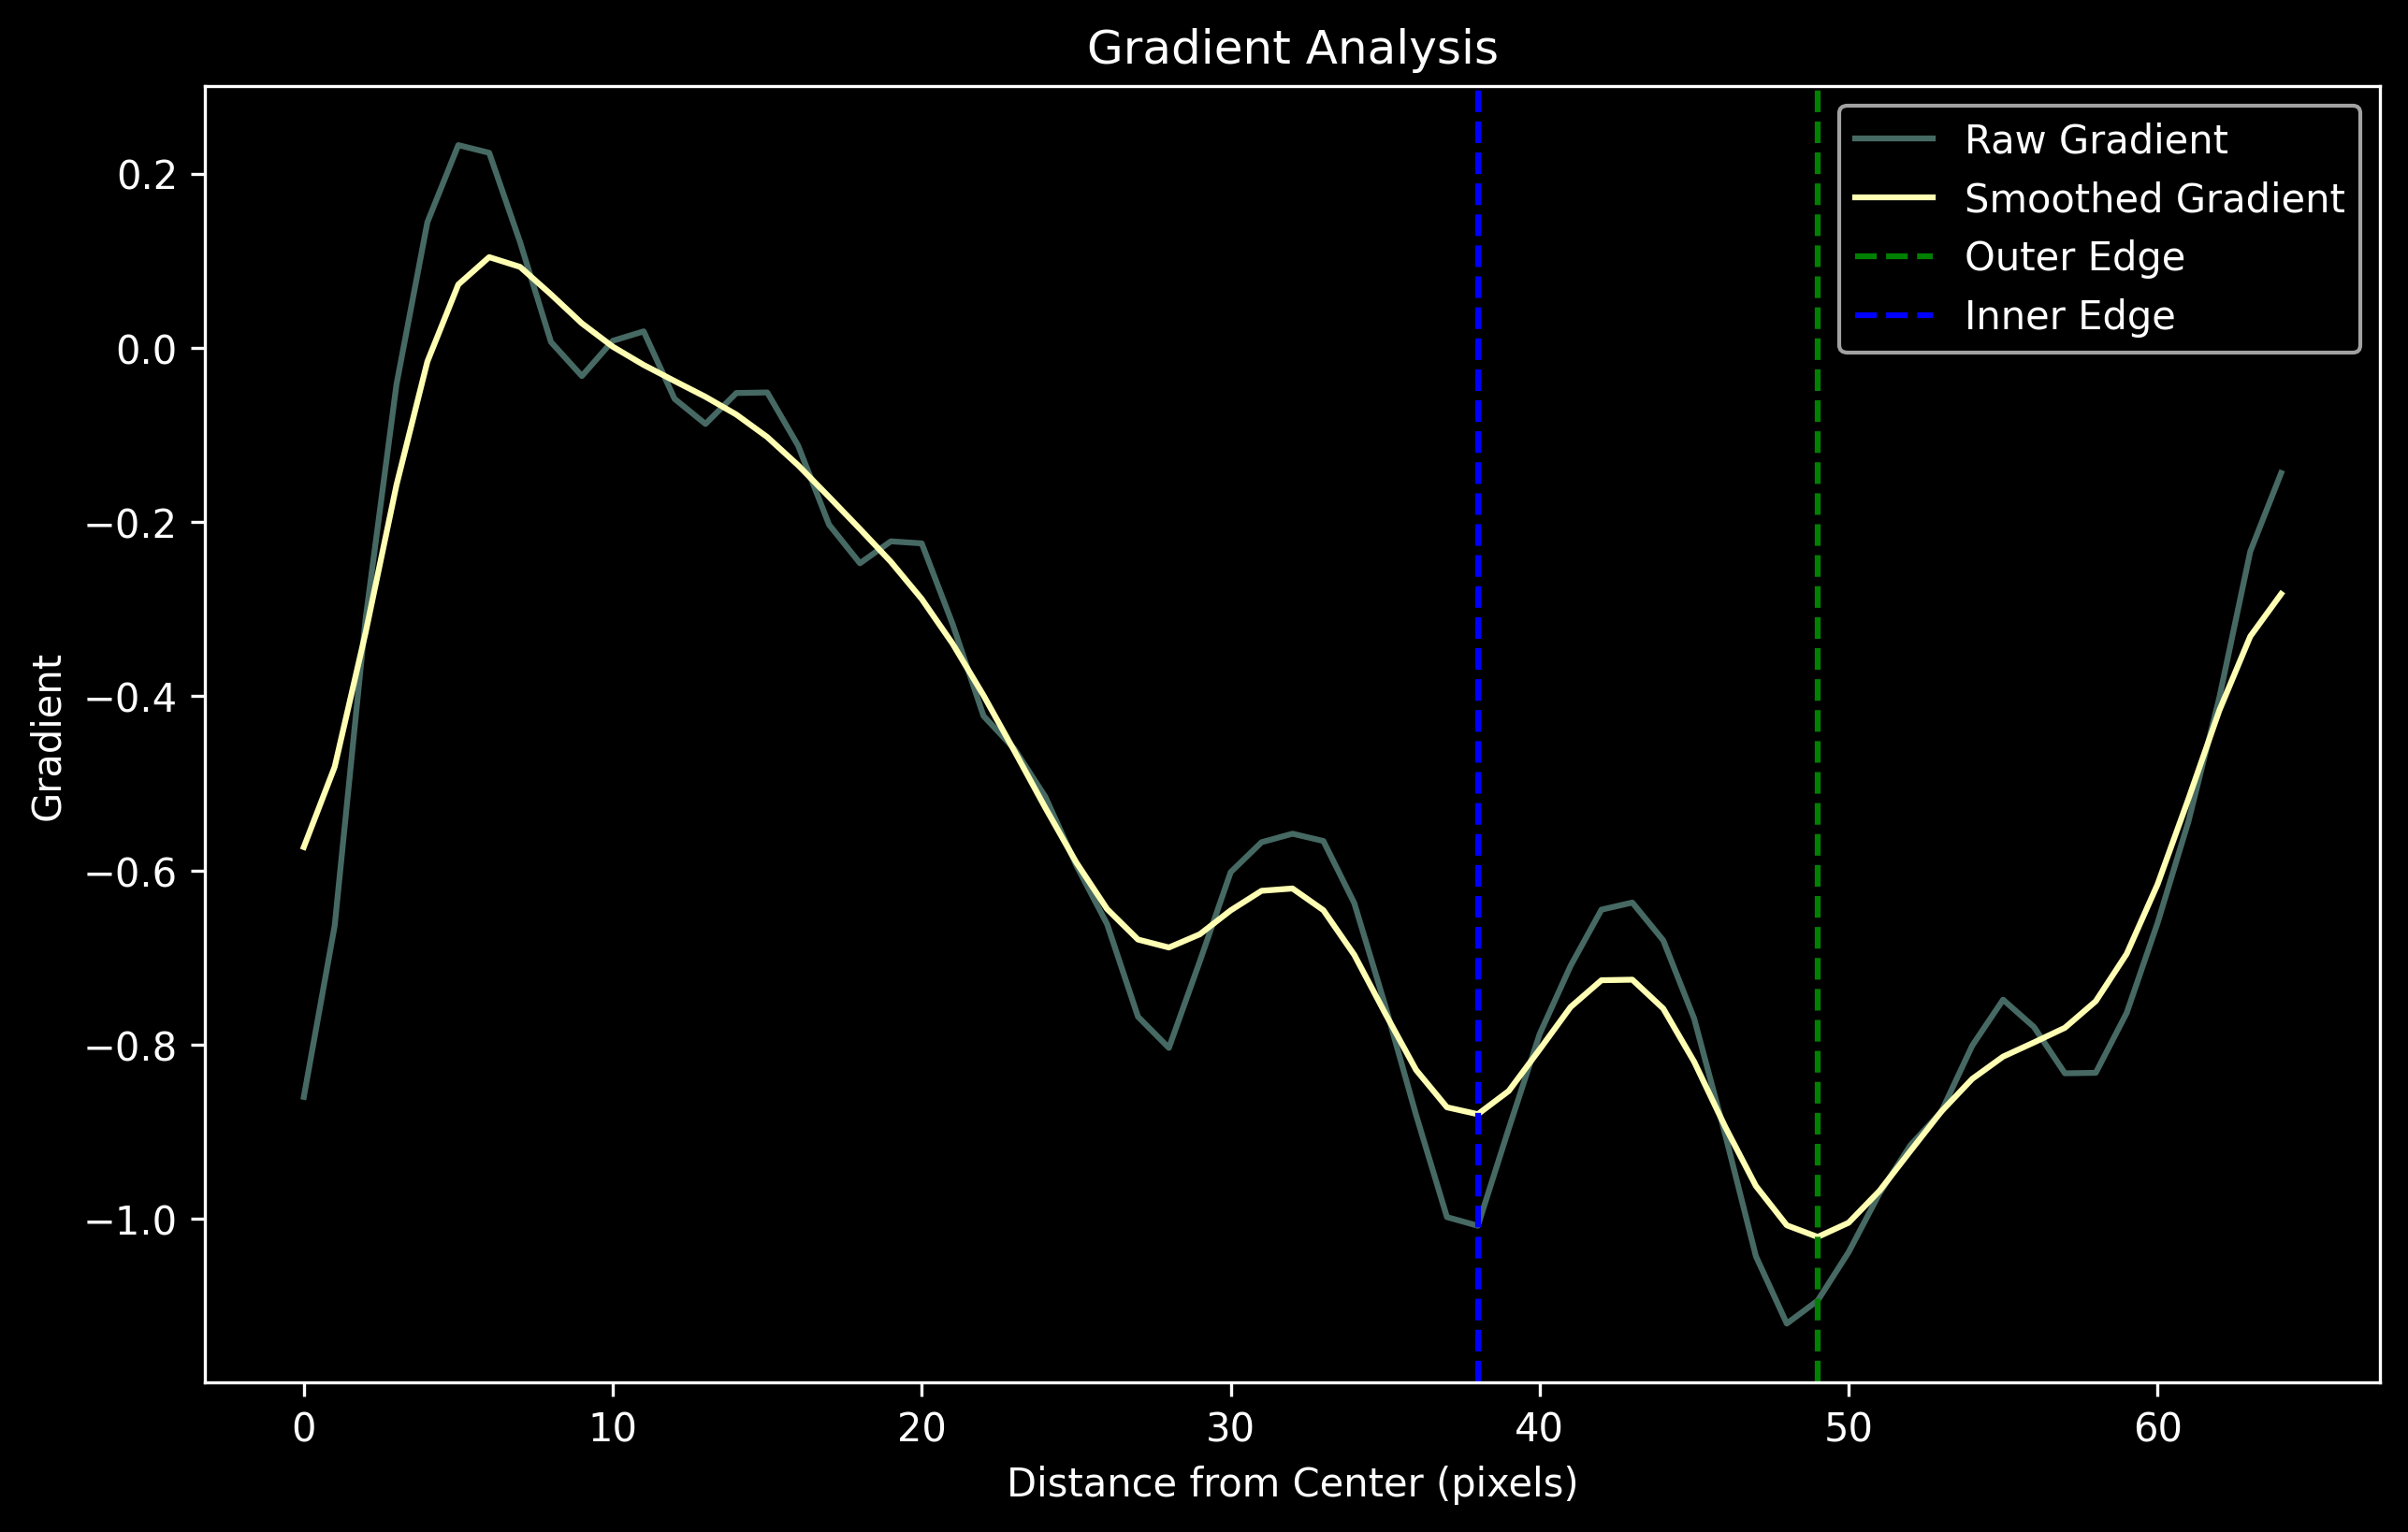 Gradient Analysis
Raw Gradient
Smoothed Gradient
Outer Edge
Inner Edge
0.2
0.0
−0.2
−0.4
−0.6
−0.8
−1.0
Gradient
0 10 20 30 40 50 60
Distance from Center (pixels)